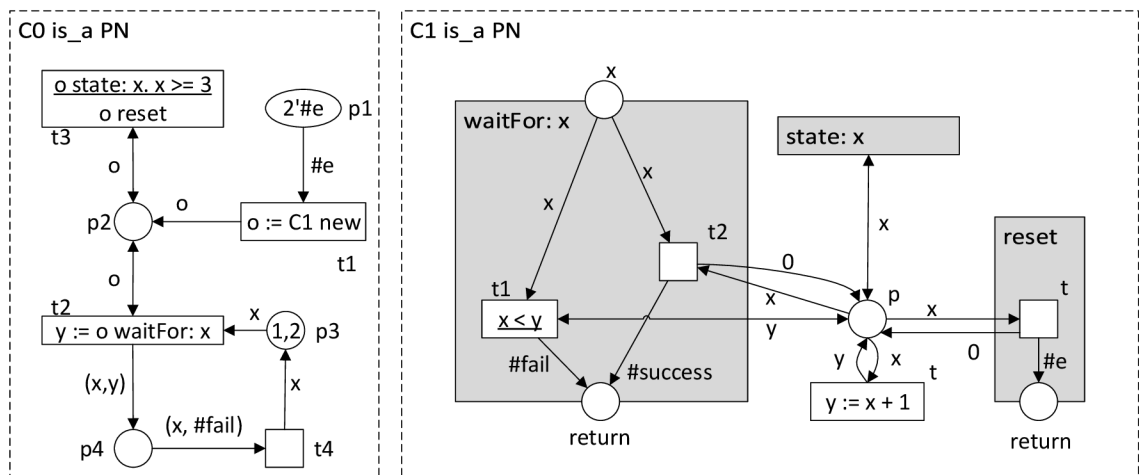 C0 is_a PN
o state: x. x >= 3
o reset
t3
2'#e
p1
o
#e
p2
o
o := C1 new
t1
o
t2
y := o waitFor: x
x
1,2
p3
(x,y)
x
p4
(x, #fail)
t4
C1 is_a PN
x
waitFor: x
state: x
x
x
x
t2
reset
0
t1
x < y
x
p
x
t
y
0
#fail
#success
y
x
t
#e
y := x + 1
return
return